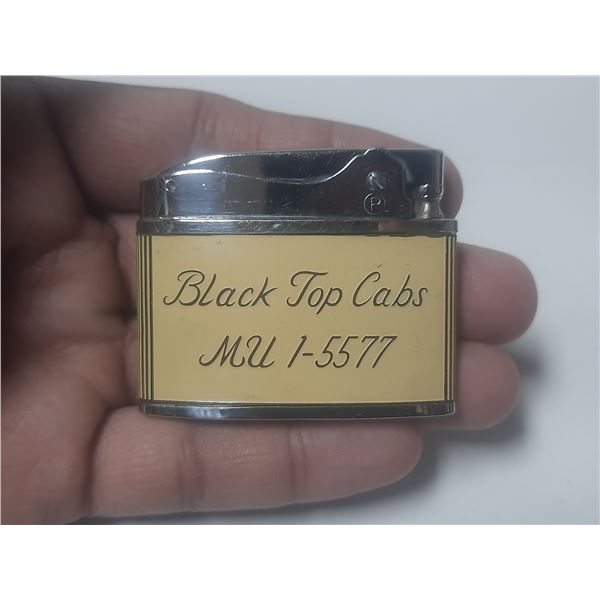 P
Black Top Cabs
MU 1-5577